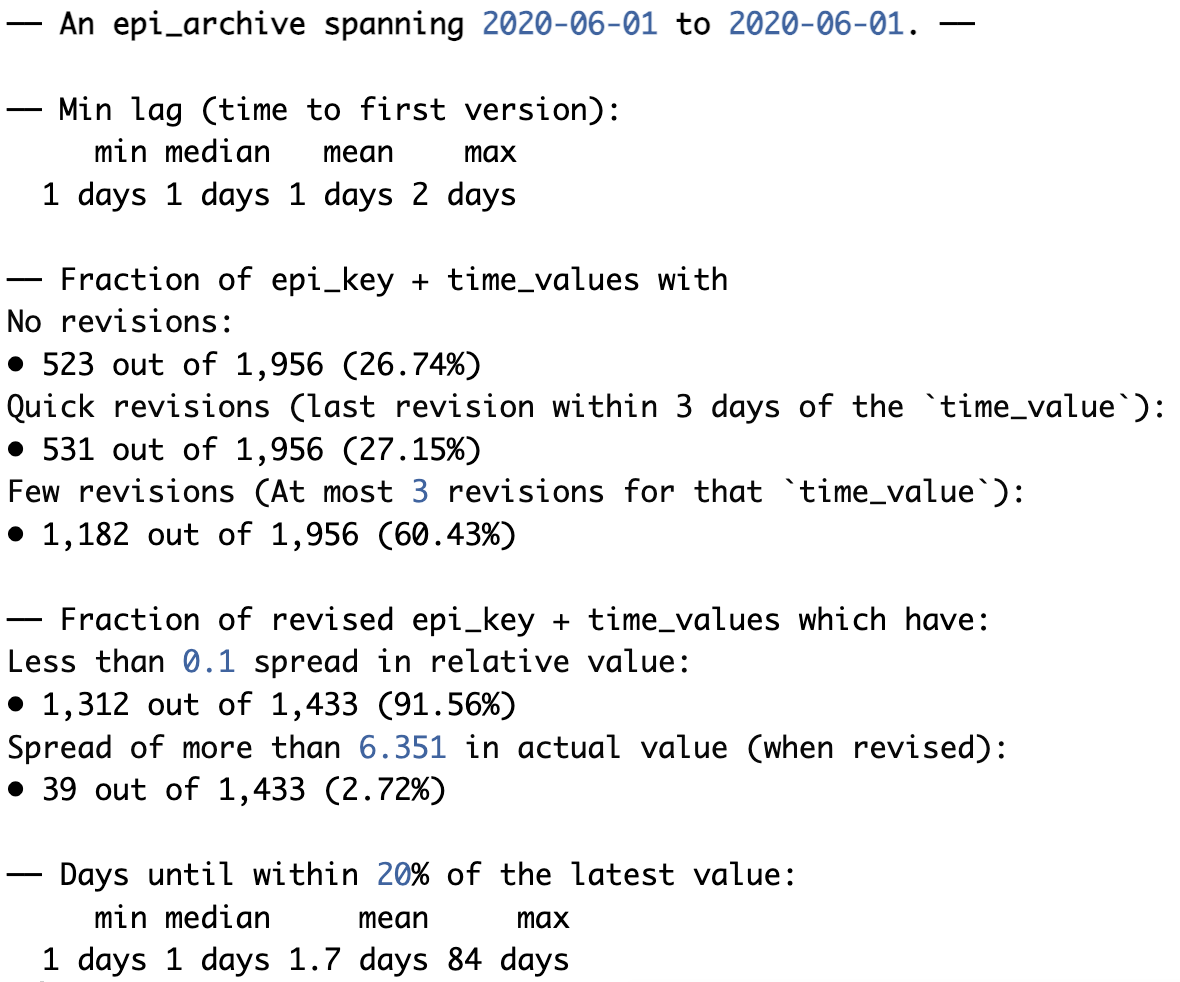 ── An epi_archive spanning 2020-06-01 to 2020-06-01. ──
── Min lag (time to first version):
     min median   mean    max
  1 days 1 days 1 days 2 days
── Fraction of epi_key + time_values with
No revisions:
● 523 out of 1,956 (26.74%)
Quick revisions (last revision within 3 days of the `time_value`):
● 531 out of 1,956 (27.15%)
Few revisions (At most 3 revisions for that `time_value`):
● 1,182 out of 1,956 (60.43%)
── Fraction of revised epi_key + time_values which have:
Less than 0.1 spread in relative value:
● 1,312 out of 1,433 (91.56%)
Spread of more than 6.351 in actual value (when revised):
● 39 out of 1,433 (2.72%)
── Days until within 20% of the latest value:
     min median     mean     max
  1 days 1 days 1.7 days 84 days